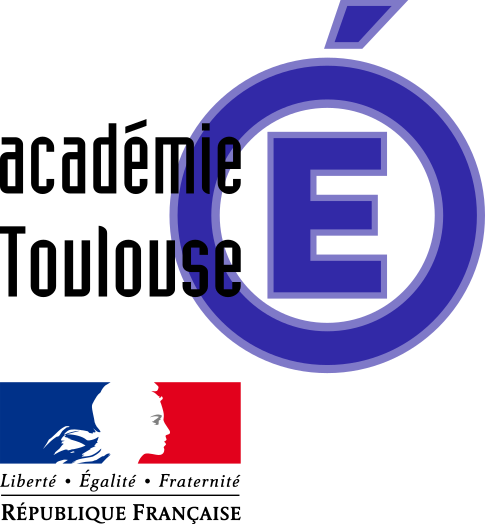 académie
Toulouse
É
Liberté • Égalité • Fraternité
RÉPUBLIQUE FRANÇAISE